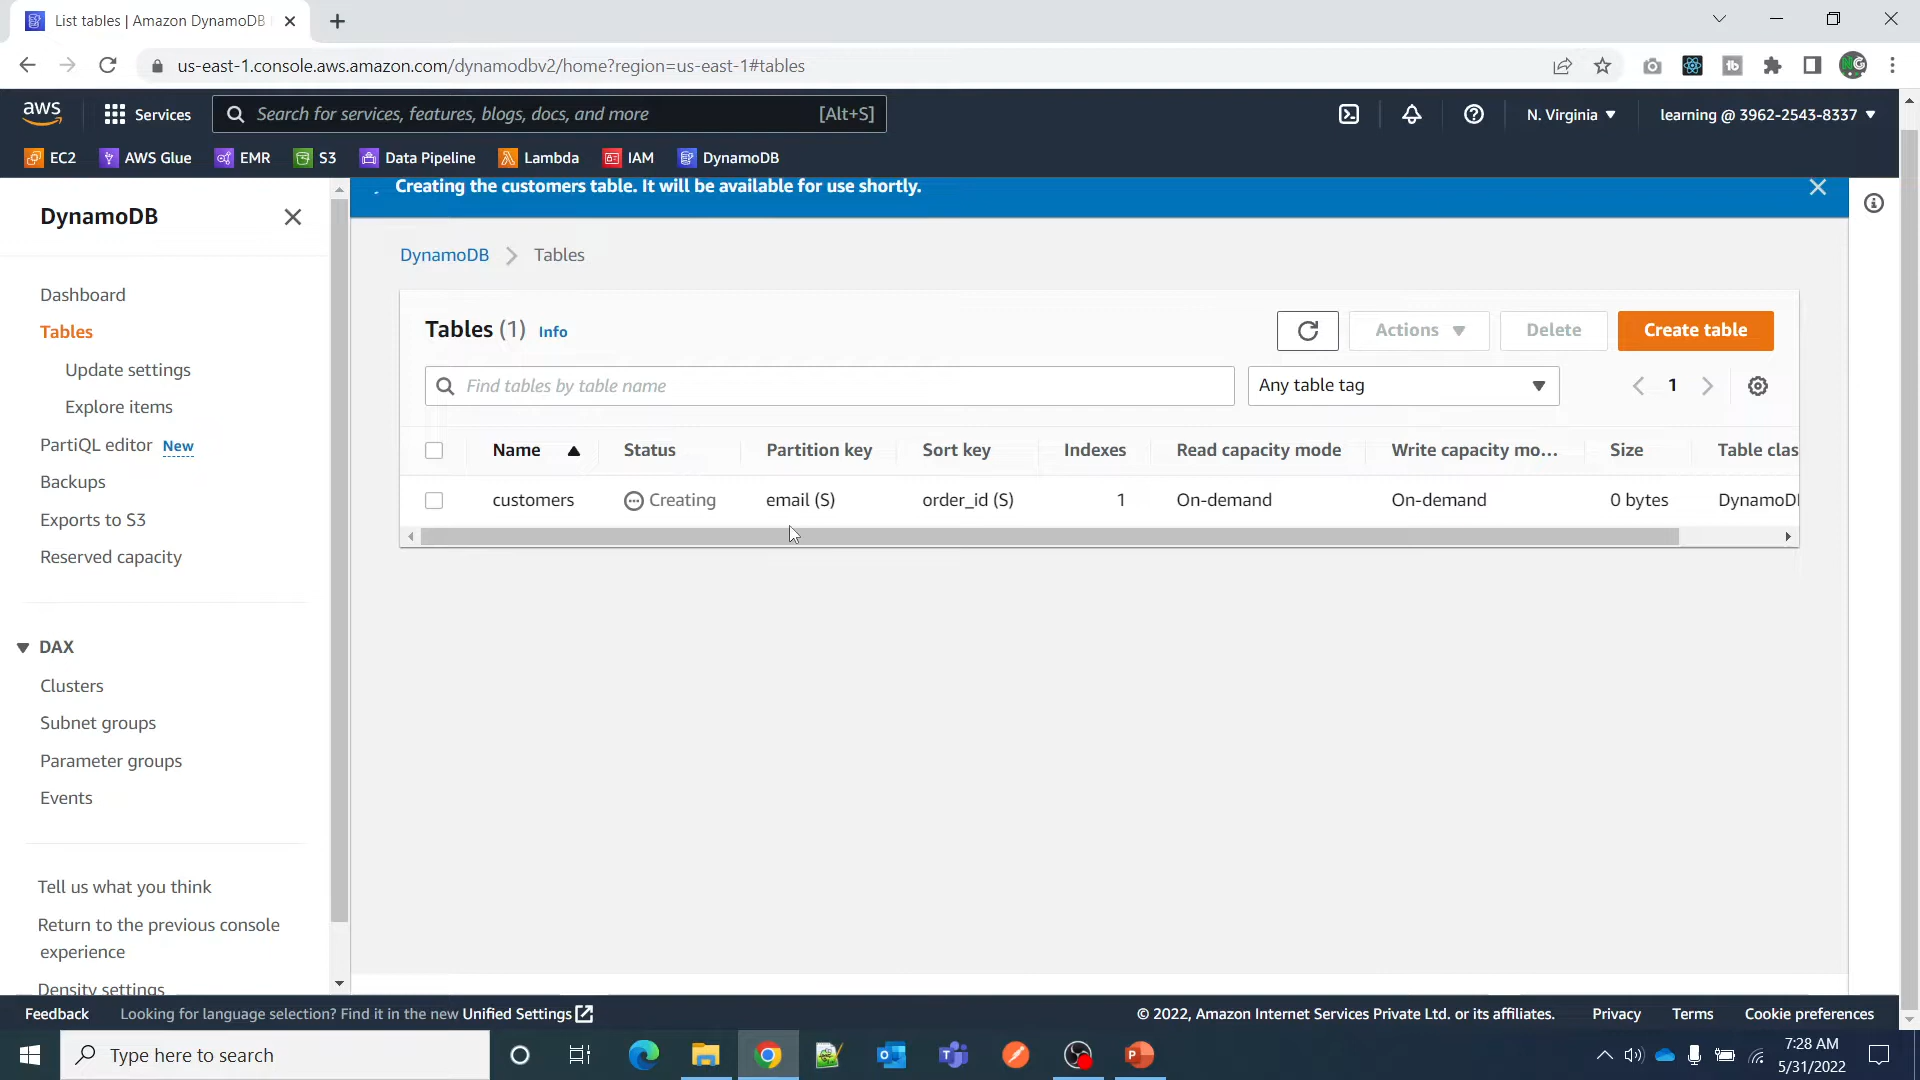 List tables | Amazon DynamoDB
us-east-1.console.aws.amazon.com/dynamodbv2/home?region=us-east-1#tables
aws
Services
Search for services, features, blogs, docs, and more
[Alt+S]
N. Virginia
learning @ 3962-2543-8337
EC2
AWS Glue
EMR
S3
Data Pipeline
Lambda
IAM
DynamoDB
Creating the customers table. It will be available for use shortly.
DynamoDB
Dashboard
Tables
Update settings
Explore items
PartiQL editor New
Backups
Exports to S3
Reserved capacity
DAX
Clusters
Subnet groups
Parameter groups
Events
Tell us what you think
Return to the previous console
experience
Density settings
DynamoDB > Tables
Tables (1) Info
Actions
Delete
Create table
Find tables by table name
Any table tag
1
Name Status Partition key Sort key Indexes Read capacity mode Write capacity mo... Size Table clas
customers Creating email (S) order_id (S) 1 On-demand On-demand 0 bytes DynamoD
Feedback
Looking for language selection? Find it in the new Unified Settings
© 2022, Amazon Internet Services Private Ltd. or its affiliates.
Privacy
Terms
Cookie preferences
Type here to search
7:28 AM
5/31/2022